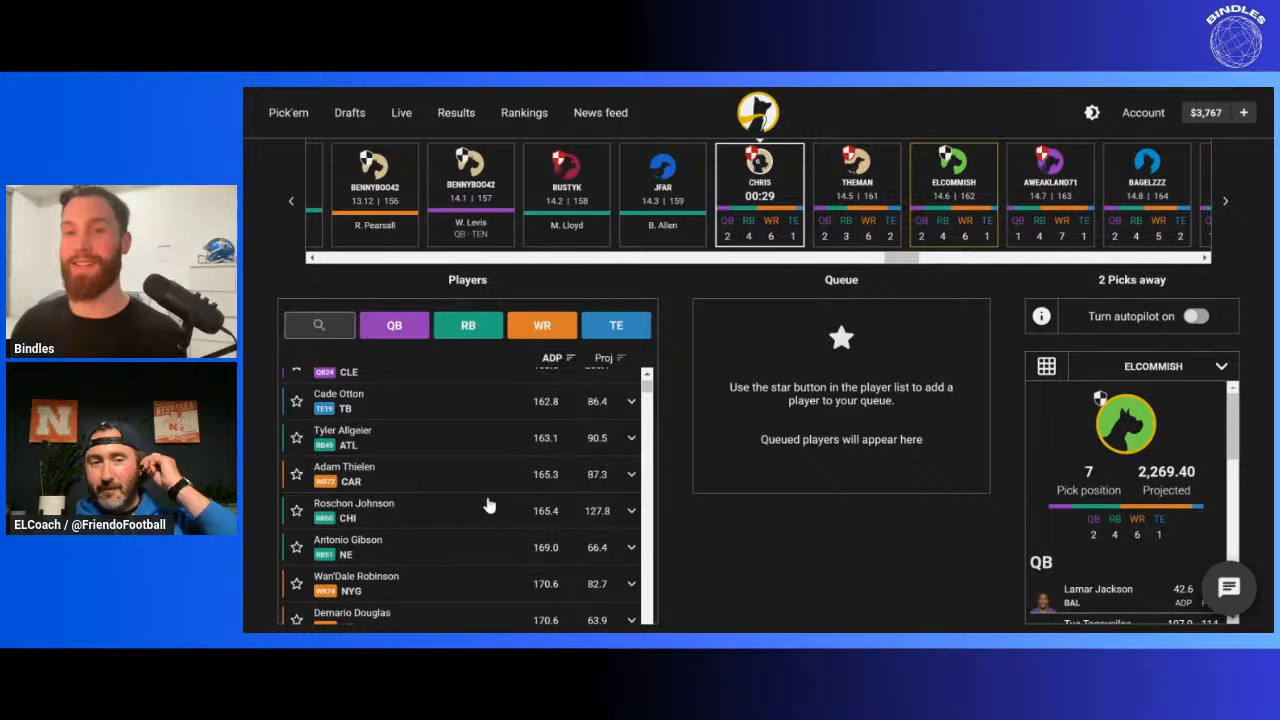 BINDLES
Pick'em Drafts Live Results Rankings News feed Account $3,767 +
BENNYB0042
13.12 | 156
R. Pearsall
BENNYB0042
14.1 | 157
W. Levis
QB - TEN
RUSTYK
14.2 | 158
M. Lloyd
JFAR
14.3 | 159
B. Allen
CHRIS
00:29
QB RB WR TE
2 4 6 1
THEMAN
14.5 | 161
QB RB WR TE
2 3 6 2
ELCOMMISH
14.6 | 162
QB RB WR TE
2 4 6 1
AWEAKLAND71
14.7 | 163
QB RB WR TE
1 4 7 1
BAGELZZZ
14.8 | 164
QB RB WR TE
2 4 5 2
Players
QB RB WR TE
ADP Proj
QB24 CLE
Cade Otton
TE19 TB
162.8 86.4
Tyler Allgeier
RB49 ATL
163.1 90.5
Adam Thielen
WR72 CAR
165.3 87.3
Roschon Johnson
RB50 CHI
165.4 127.8
Antonio Gibson
RB51 NE
169.0 66.4
Wan'Dale Robinson
WR74 NYG
170.6 82.7
Demario Douglas
170.6 63.9
Queue
Use the star button in the player list to add a
player to your queue.
Queued players will appear here
2 Picks away
Turn autopilot on
ELCOMMISH
7 2,269.40
Pick position Projected
QB RB WR TE
2 4 6 1
QB
Lamar Jackson 42.6
BAL ADP
Bindles
N
NEBRASKA
ELCoach / @FriendoFootball